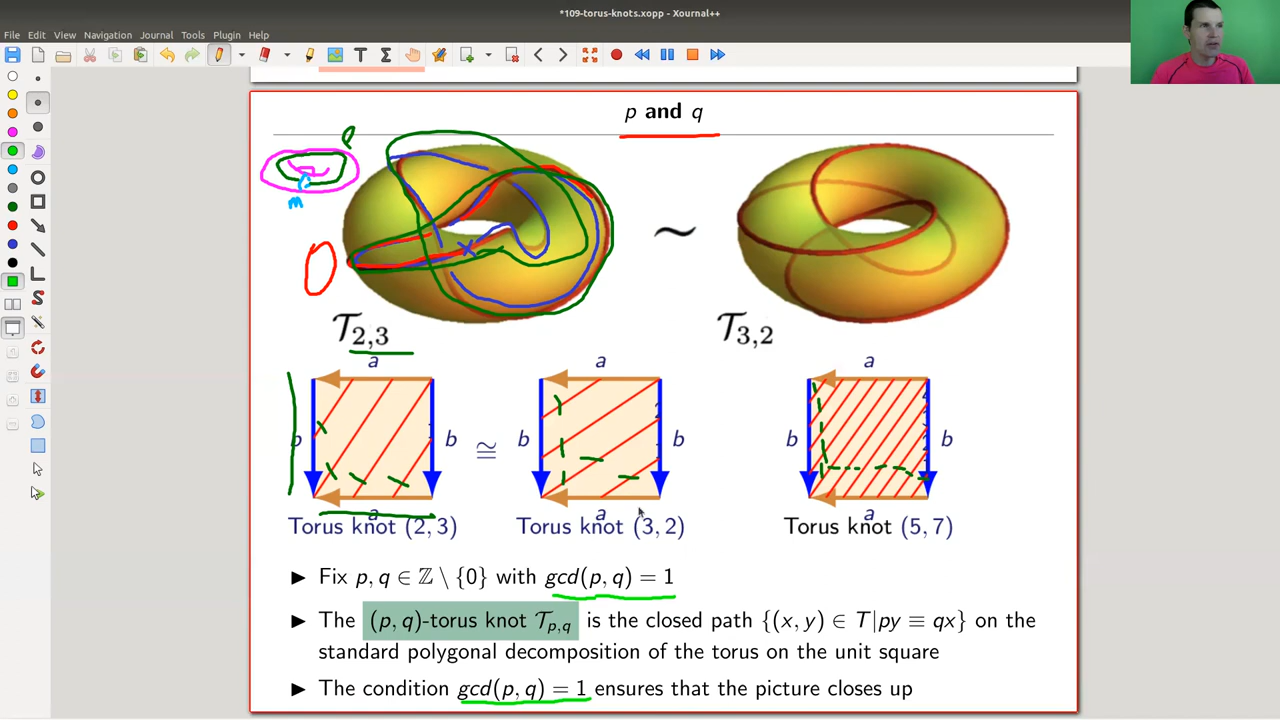 *109-torus-knots.xopp - Xournal++
File Edit View Navigation Journal Tools Plugin Help
p and q
l
m
𝒯2,3
~
𝒯3,2
a a a
b b ≅ b b b b
a a a
Torus knot (2, 3) Torus knot (3, 2) Torus knot (5, 7)
► Fix p, q ∈ ℤ \ {0} with gcd(p, q) = 1
► The (p, q)-torus knot 𝒯p,q is the closed path {(x, y) ∈ T|py ≡ qx} on the
standard polygonal decomposition of the torus on the unit square
► The condition gcd(p, q) = 1 ensures that the picture closes up